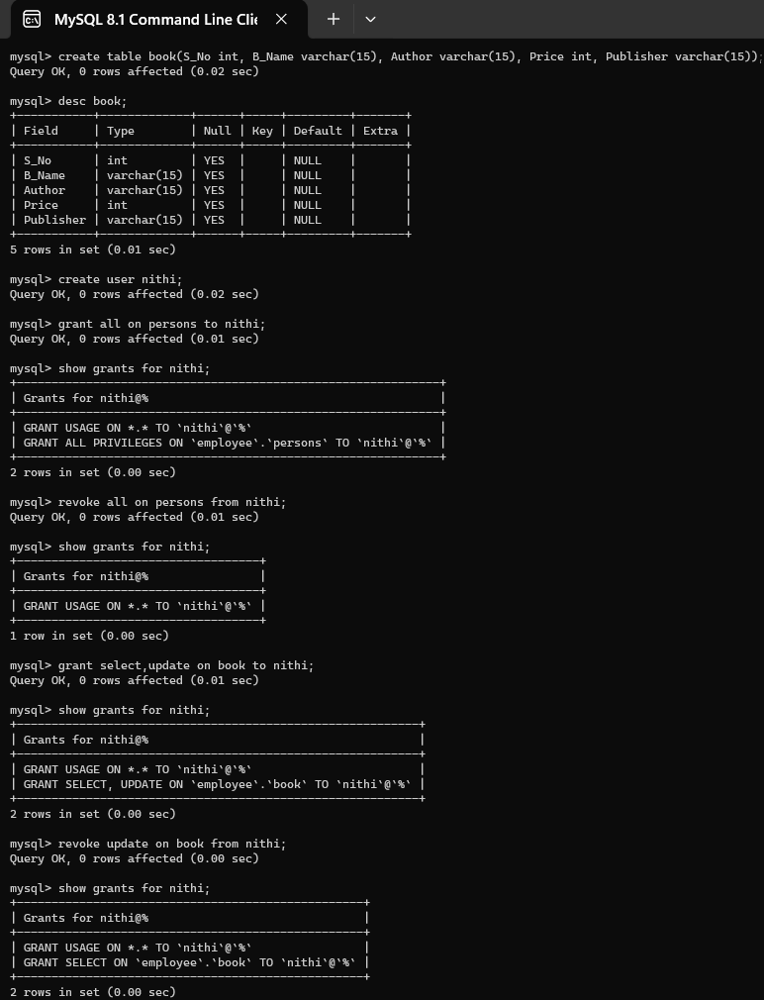 MySQL 8.1 Command Line Clie
mysql> create table book(S_No int, B_Name varchar(15), Author varchar(15), Price int, Publisher varchar(15));
Query OK, 0 rows affected (0.02 sec)
mysql> desc book;
| Field | Type | Null | Key | Default | Extra |
| S_No | int | YES | | NULL | |
| B_Name | varchar(15) | YES | | NULL | |
| Author | varchar(15) | YES | | NULL | |
| Price | int | YES | | NULL | |
| Publisher | varchar(15) | YES | | NULL | |
5 rows in set (0.01 sec)
mysql> create user nithi;
Query OK, 0 rows affected (0.02 sec)
mysql> grant all on persons to nithi;
Query OK, 0 rows affected (0.01 sec)
mysql> show grants for nithi;
| Grants for nithi@% |
| GRANT USAGE ON *.* TO `nithi`@`%` |
| GRANT ALL PRIVILEGES ON `employee`.`persons` TO `nithi`@`%` |
2 rows in set (0.00 sec)
mysql> revoke all on persons from nithi;
Query OK, 0 rows affected (0.01 sec)
mysql> show grants for nithi;
| Grants for nithi@% |
| GRANT USAGE ON *.* TO `nithi`@`%` |
1 row in set (0.00 sec)
mysql> grant select,update on book to nithi;
Query OK, 0 rows affected (0.01 sec)
mysql> show grants for nithi;
| Grants for nithi@% |
| GRANT USAGE ON *.* TO `nithi`@`%` |
| GRANT SELECT, UPDATE ON `employee`.`book` TO `nithi`@`%` |
2 rows in set (0.00 sec)
mysql> revoke update on book from nithi;
Query OK, 0 rows affected (0.00 sec)
mysql> show grants for nithi;
| Grants for nithi@% |
| GRANT USAGE ON *.* TO `nithi`@`%` |
| GRANT SELECT ON `employee`.`book` TO `nithi`@`%` |
2 rows in set (0.00 sec)